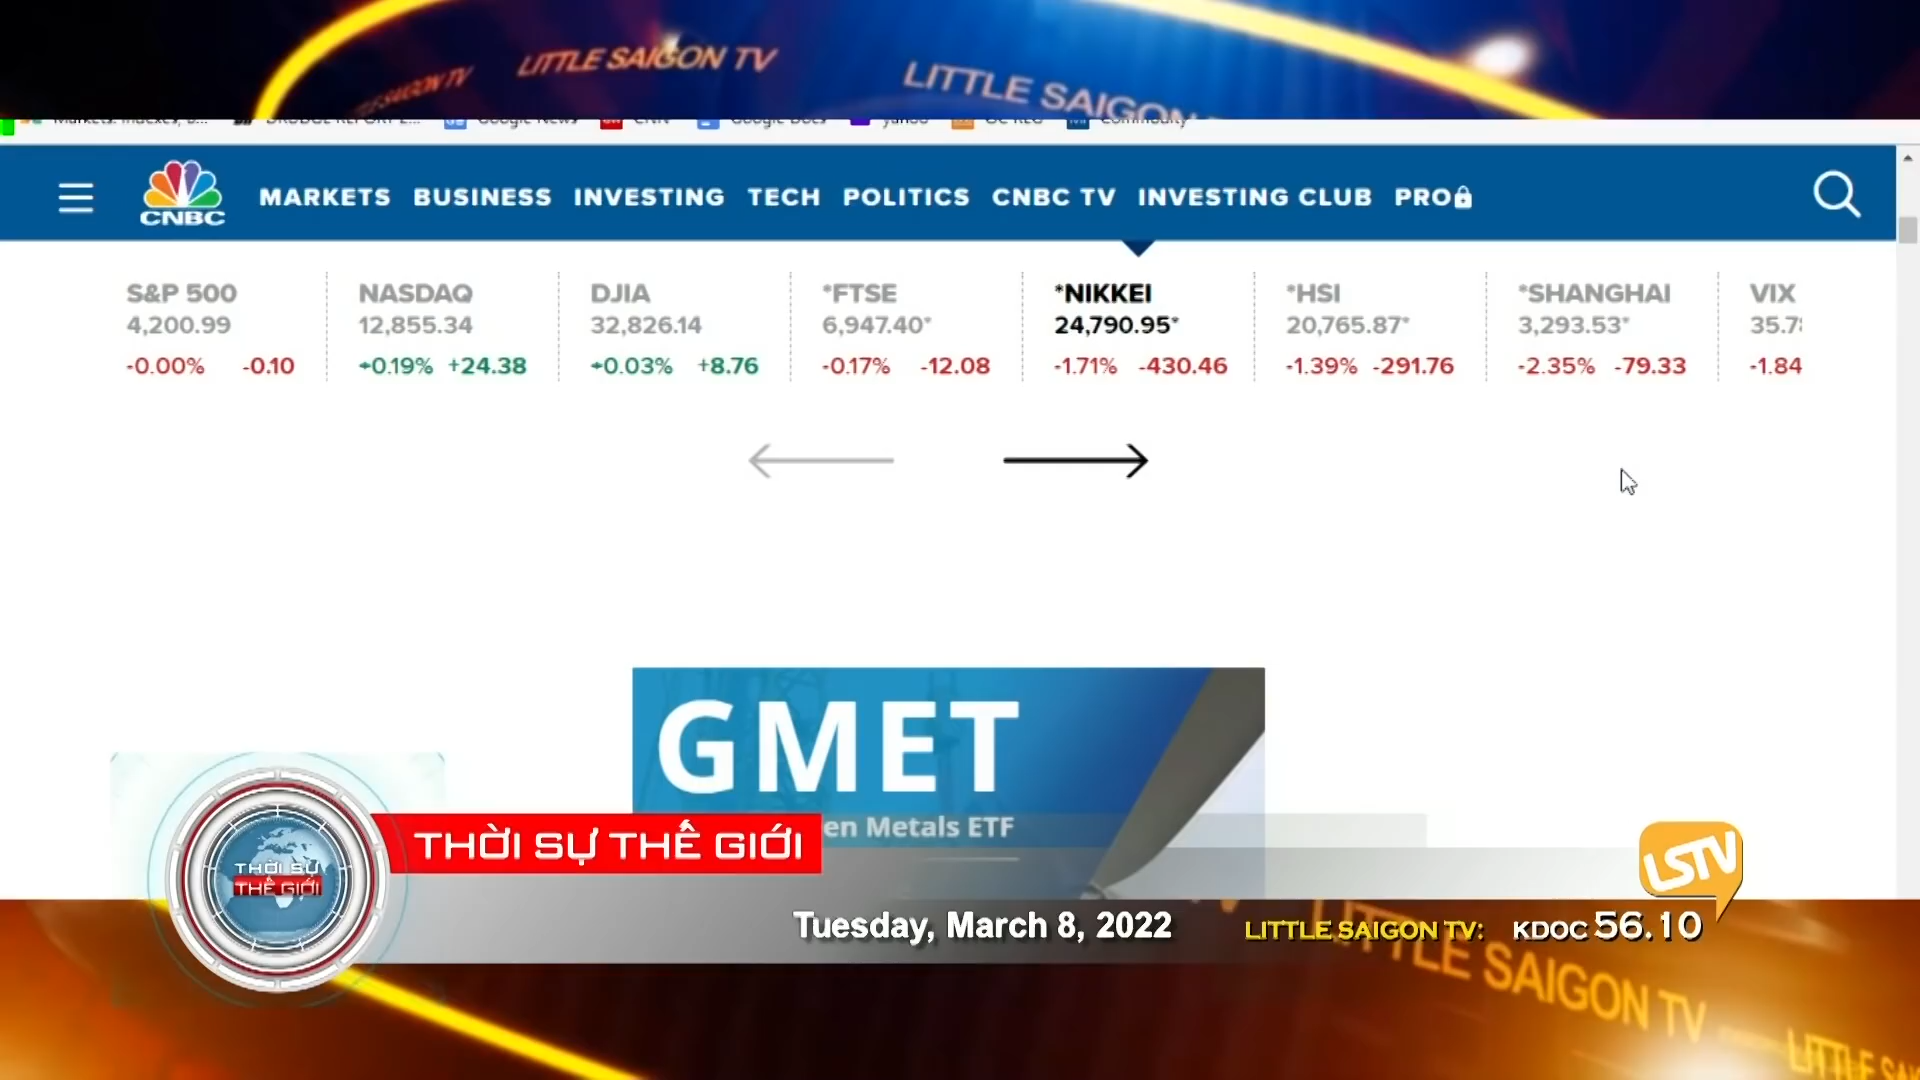 LITTLE SAIGON TV
LITTLE SAIGON
CNBC
MARKETS BUSINESS INVESTING TECH POLITICS CNBC TV INVESTING CLUB PRO
S&P 500
4,200.99
-0.00% -0.10
NASDAQ
12,855.34
+0.19% +24.38
DJIA
32,826.14
+0.03% +8.76
*FTSE
6,947.40*
-0.17% -12.08
*NIKKEI
24,790.95*
-1.71% -430.46
*HSI
20,765.87*
-1.39% -291.76
*SHANGHAI
3,293.53*
-2.35% -79.33
VIX
35.7
-1.84
GMET
en Metals ETF
THỜI SỰ THẾ GIỚI
THỜI SỰ
THẾ GIỚI
LSTV
Tuesday, March 8, 2022
LITTLE SAIGON TV: KDOC 56.10
LITTLE SAIGON TV